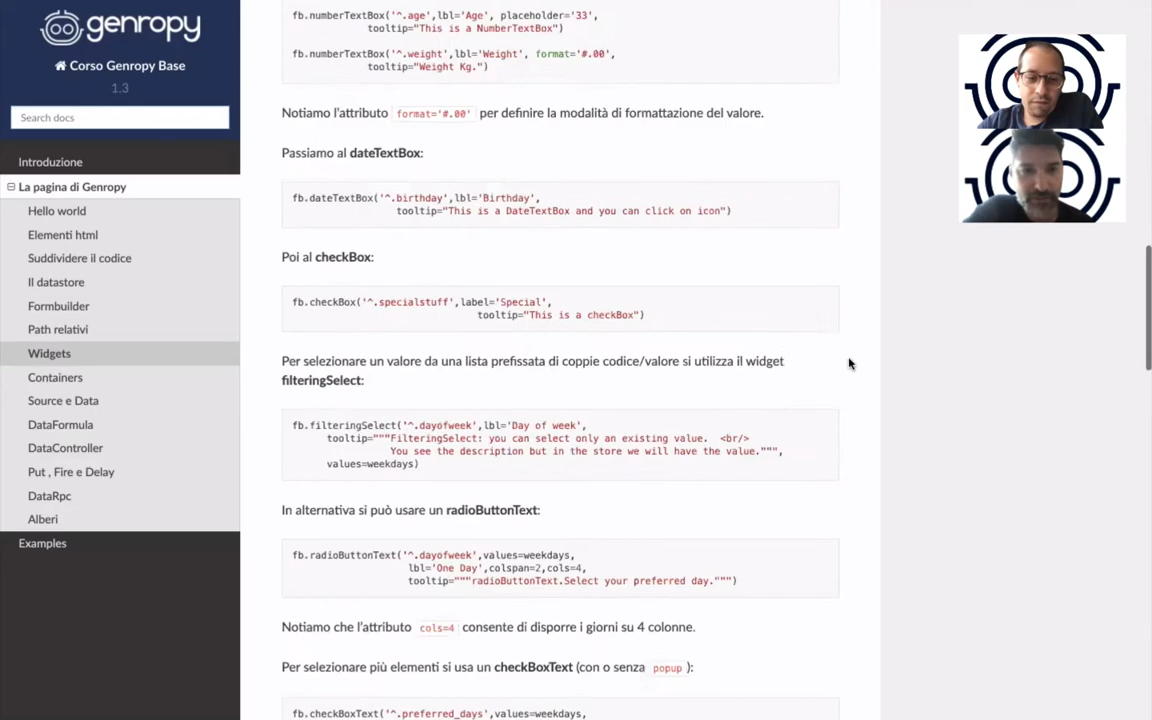 genropy
Corso Genropy Base
1.3
Search docs
Introduzione
La pagina di Genropy
Hello world
Elementi html
Suddividere il codice
Il datastore
Formbuilder
Path relativi
Widgets
Containers
Source e Data
DataFormula
DataController
Put , Fire e Delay
DataRpc
Alberi
Examples
fb.numberTextBox('^.age',lbl='Age', placeholder='33',
tooltip="This is a NumberTextBox")
fb.numberTextBox('^.weight',lbl='Weight', format='#.00',
tooltip="Weight Kg.")
Notiamo l'attributo format='#.00' per definire la modalità di formattazione del valore.
Passiamo al dateTextBox:
fb.dateTextBox('^.birthday',lbl='Birthday',
tooltip="This is a DateTextBox and you can click on icon")
Poi al checkBox:
fb.checkBox('^.specialstuff',label='Special',
tooltip="This is a checkBox")
Per selezionare un valore da una lista prefissata di coppie codice/valore si utilizza il widget
filteringSelect:
fb.filteringSelect('^.dayofweek',lbl='Day of week',
tooltip="""FilteringSelect: you can select only an existing value. <br/>
You see the description but in the store we will have the value.""",
values=weekdays)
In alternativa si può usare un radioButtonText:
fb.radioButtonText('^.dayofweek',values=weekdays,
lbl='One Day',colspan=2,cols=4,
tooltip="""radioButtonText.Select your preferred day.""")
Notiamo che l'attributo cols=4 consente di disporre i giorni su 4 colonne.
Per selezionare più elementi si usa un checkBoxText (con o senza popup ):
fb.checkBoxText('^.preferred_days',values=weekdays,